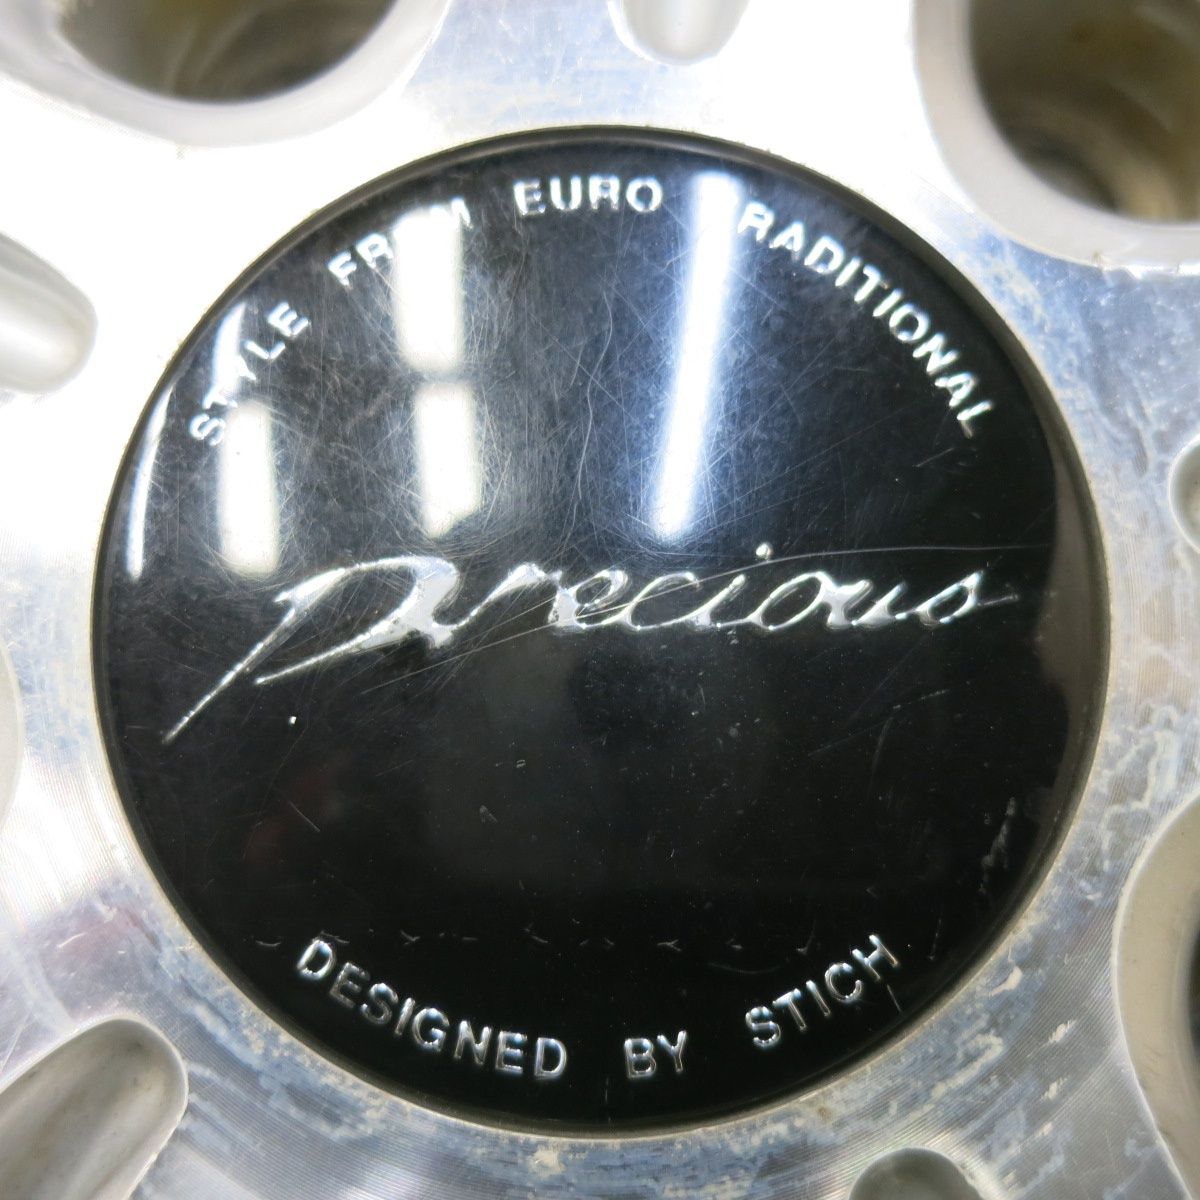 STYLE FROM EURO TRADITIONAL
Precious
DESIGNED BY STICH